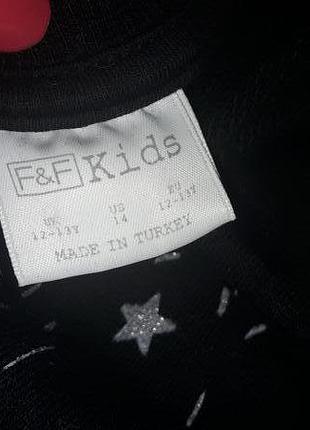 F&F Kids
UK US EU
12-13Y 14 12-13Y
MADE IN TURKEY